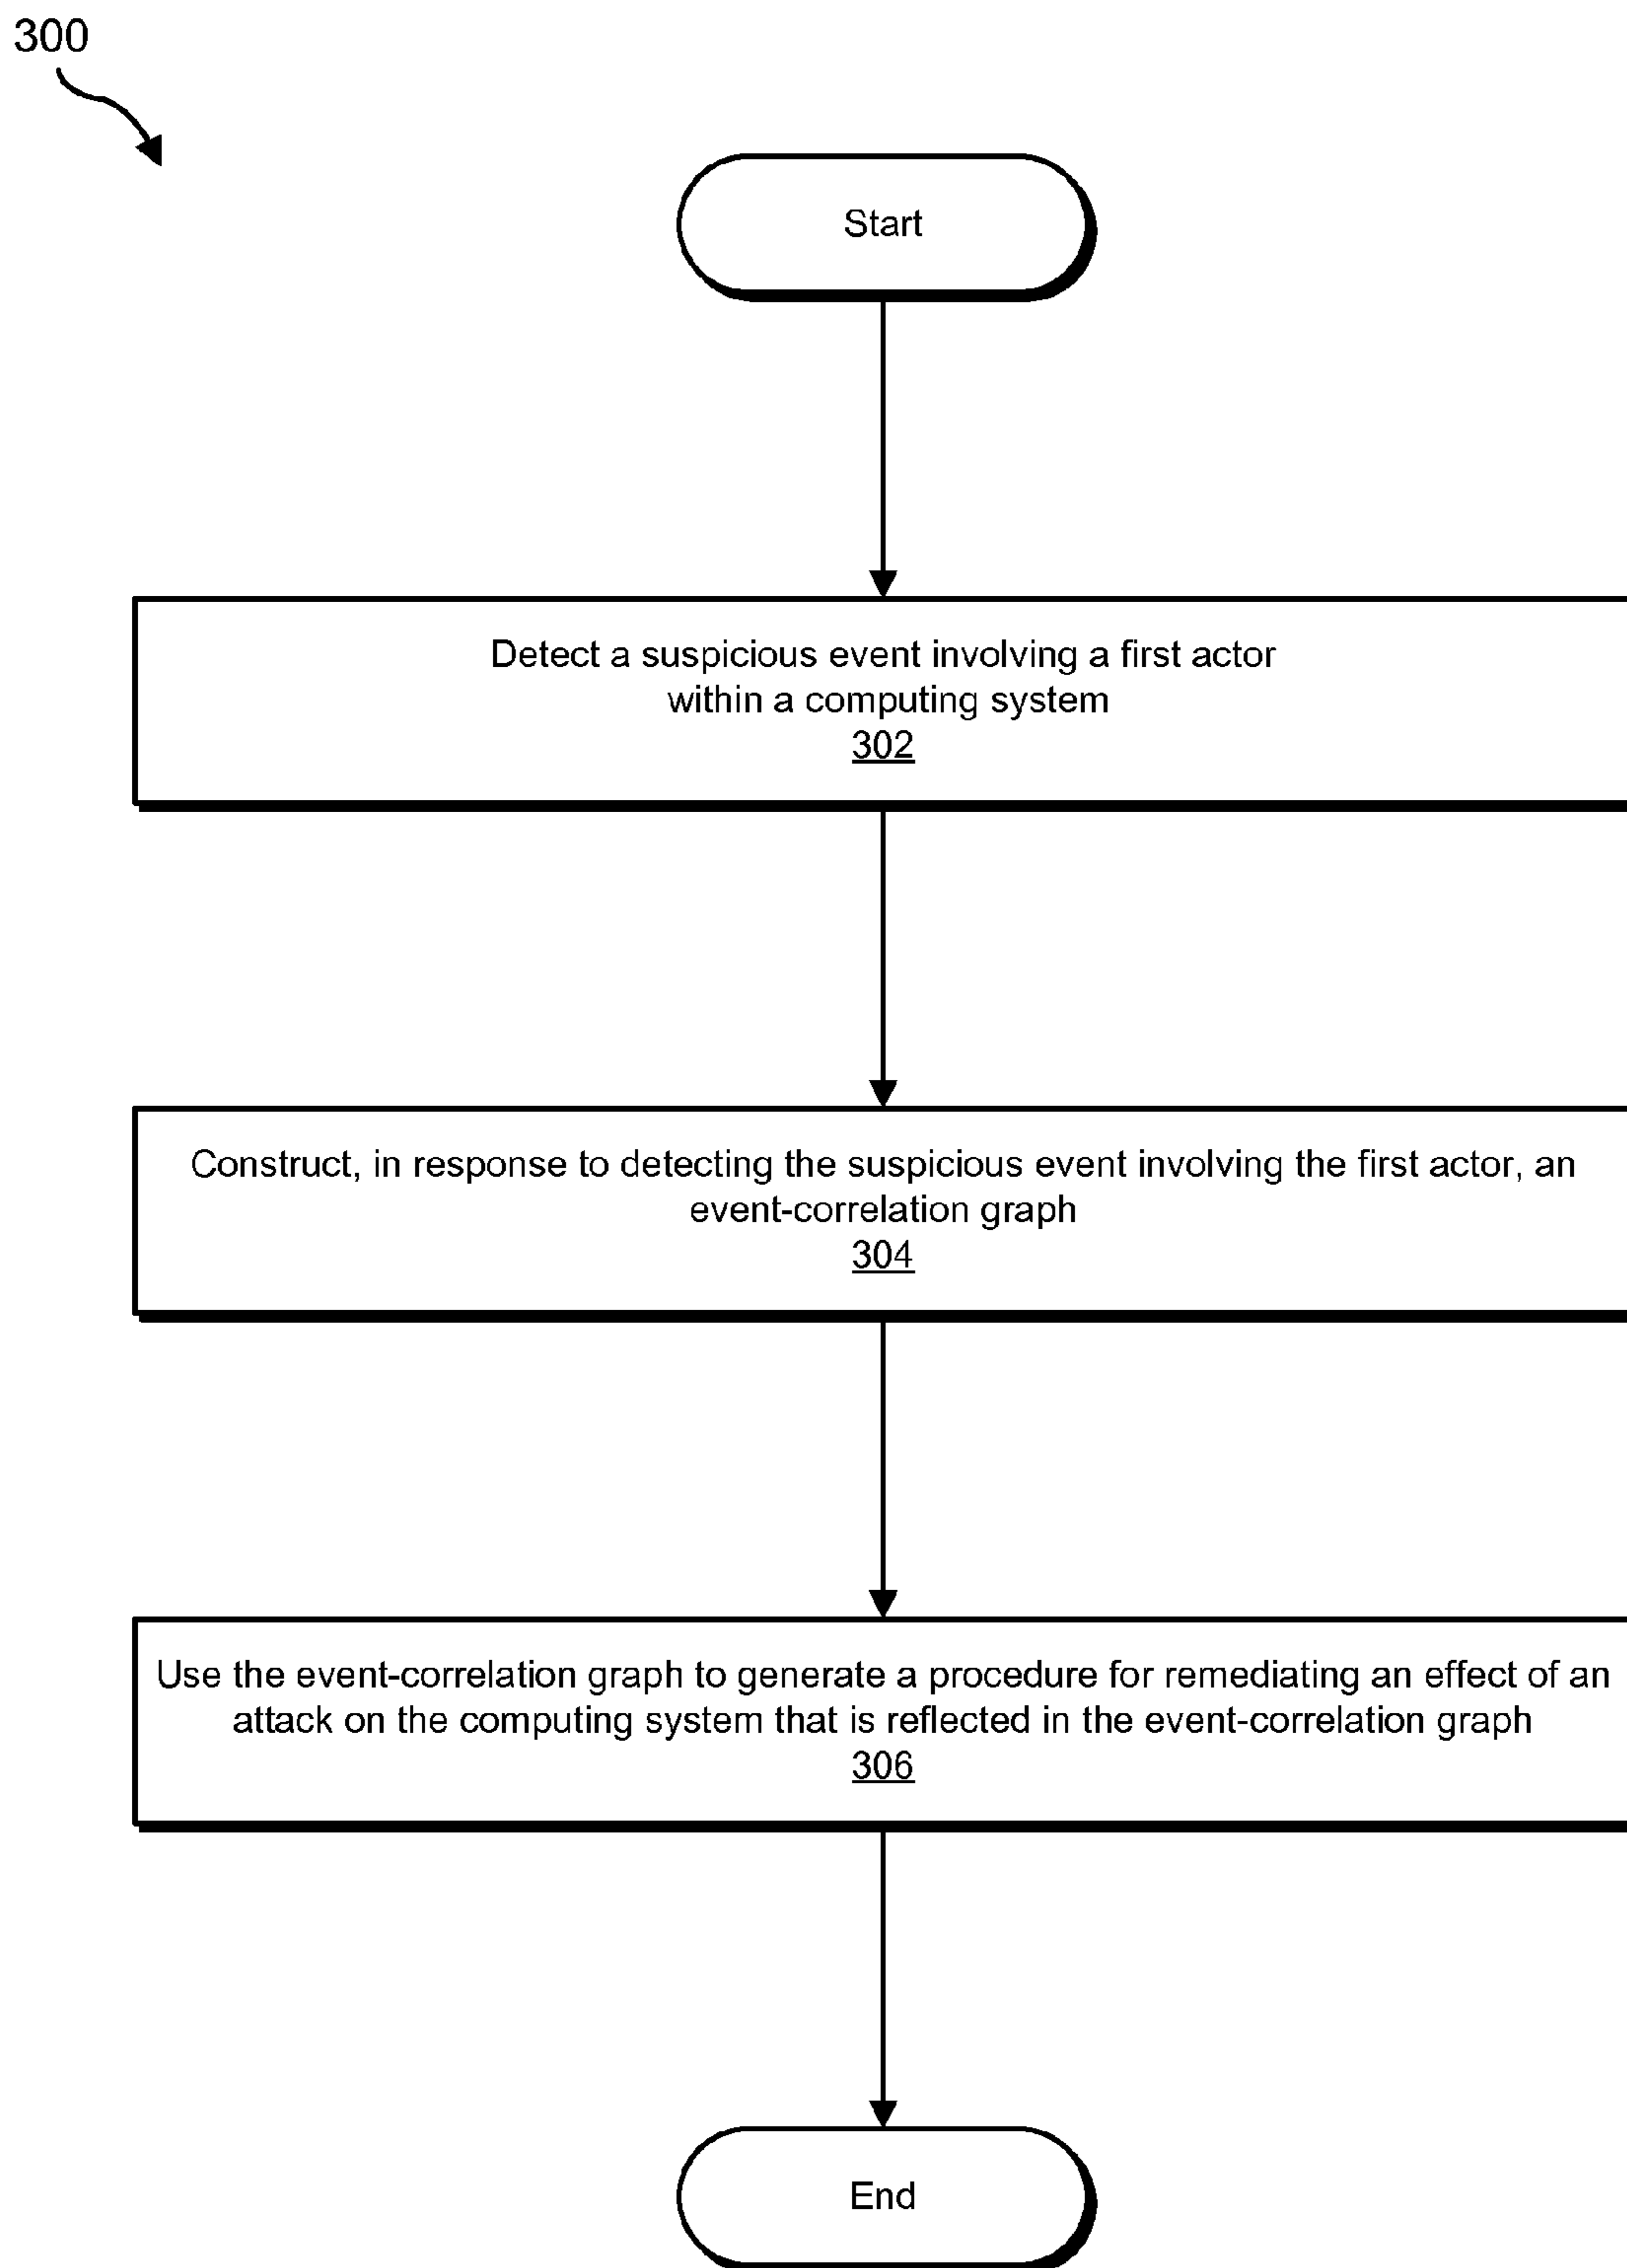 300
Start
Detect a suspicious event involving a first actor
within a computing system
302
Construct, in response to detecting the suspicious event involving the first actor, an
event-correlation graph
304
Use the event-correlation graph to generate a procedure for remediating an effect of an
attack on the computing system that is reflected in the event-correlation graph
306
End